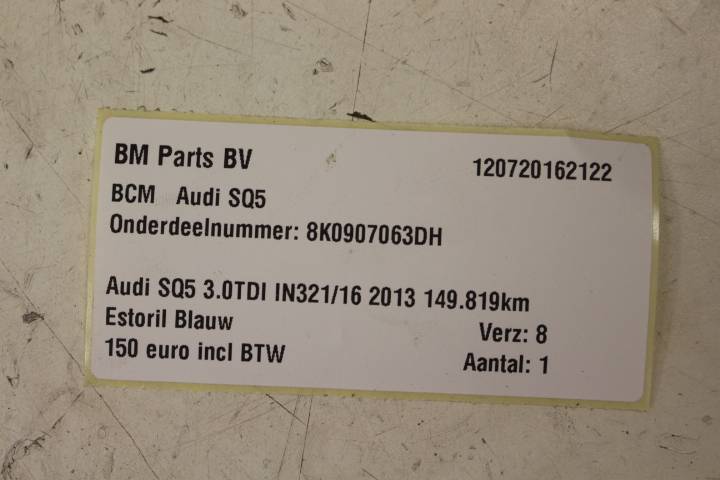 BM Parts BV 120720162122
BCM Audi SQ5
Onderdeelnummer: 8K0907063DH
Audi SQ5 3.0TDI IN321/16 2013 149.819km
Estoril Blauw Verz: 8
150 euro incl BTW Aantal: 1